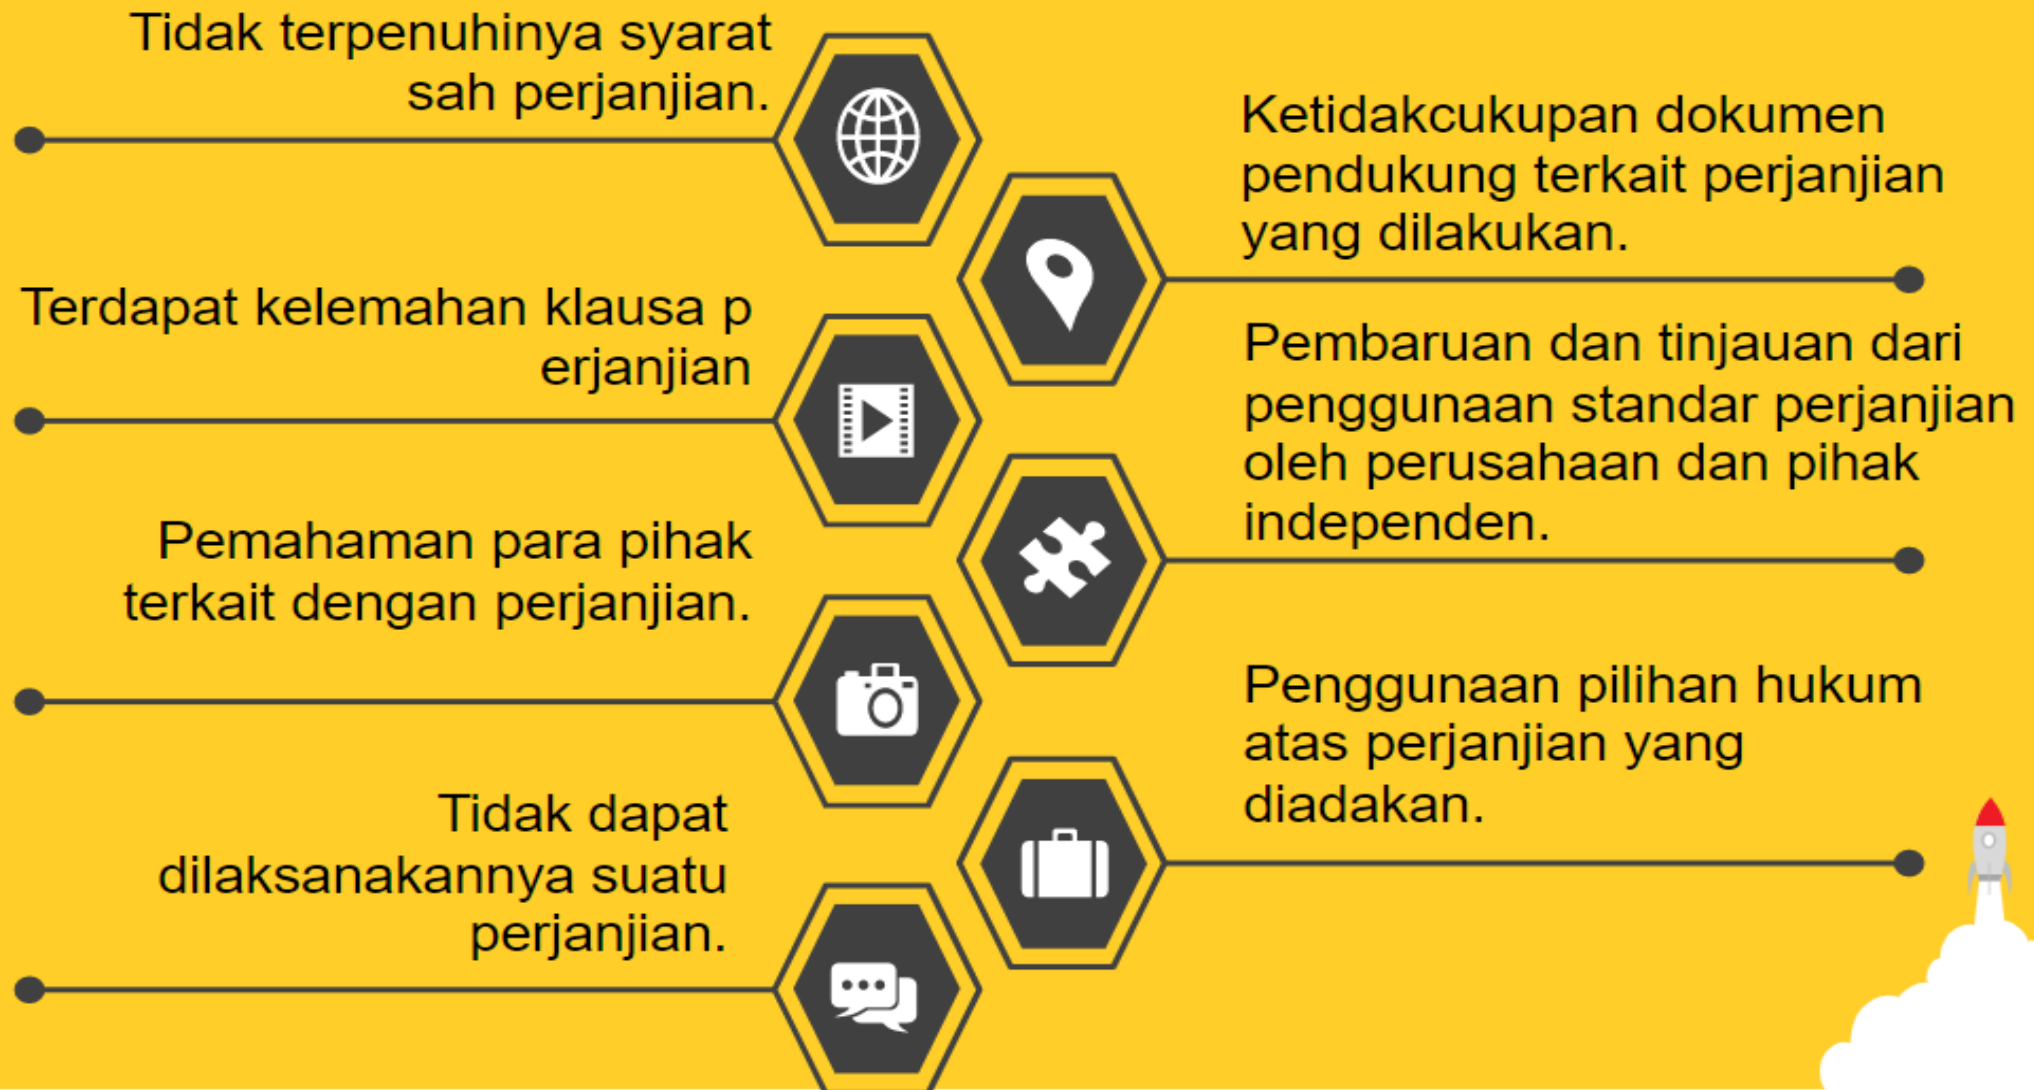 Tidak terpenuhinya syarat
sah perjanjian.
Ketidakcukupan dokumen
pendukung terkait perjanjian
yang dilakukan.
Terdapat kelemahan klausa p
erjanjian
Pembaruan dan tinjauan dari
penggunaan standar perjanjian
oleh perusahaan dan pihak
independen.
Pemahaman para pihak
terkait dengan perjanjian.
Penggunaan pilihan hukum
atas perjanjian yang
diadakan.
Tidak dapat
dilaksanakannya suatu
perjanjian.